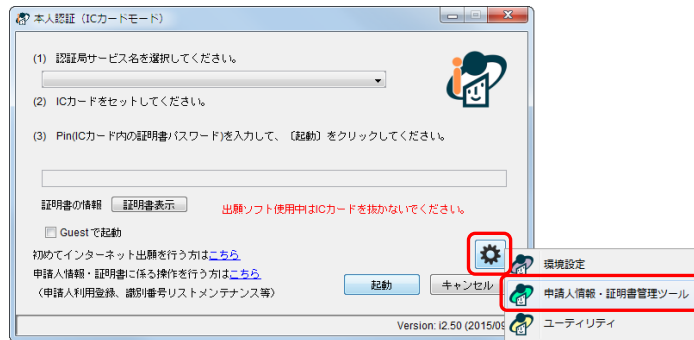 本人認証（ICカードモード）
(1) 認証局サービス名を選択してください。
(2) ICカードをセットしてください。
(3) Pin(ICカード内の証明書パスワード)を入力して、〔起動〕をクリックしてください。
証明書の情報 証明書表示 出願ソフト使用中はICカードを抜かないでください。
Guestで起動
初めてインターネット出願を行う方はこちら
環境設定
申請人情報・証明書に係る操作を行う方はこちら
（申請人利用登録、識別番号リストメンテナンス等） 起動 キャンセル
申請人情報・証明書管理ツール
Version: i2.50 (2015/09
ユーティリティ